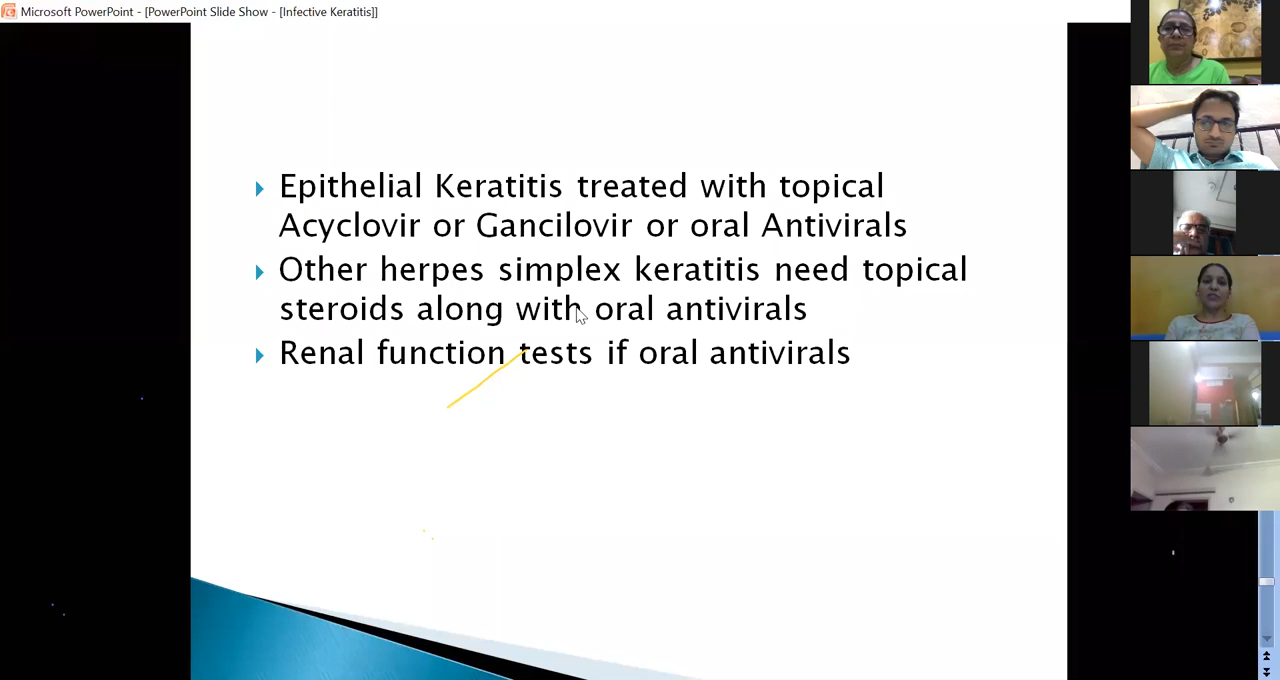 Microsoft PowerPoint - [PowerPoint Slide Show - [Infective Keratitis]]
Epithelial Keratitis treated with topical
Acyclovir or Gancilovir or oral Antivirals
Other herpes simplex keratitis need topical
steroids along with oral antivirals
Renal function tests if oral antivirals